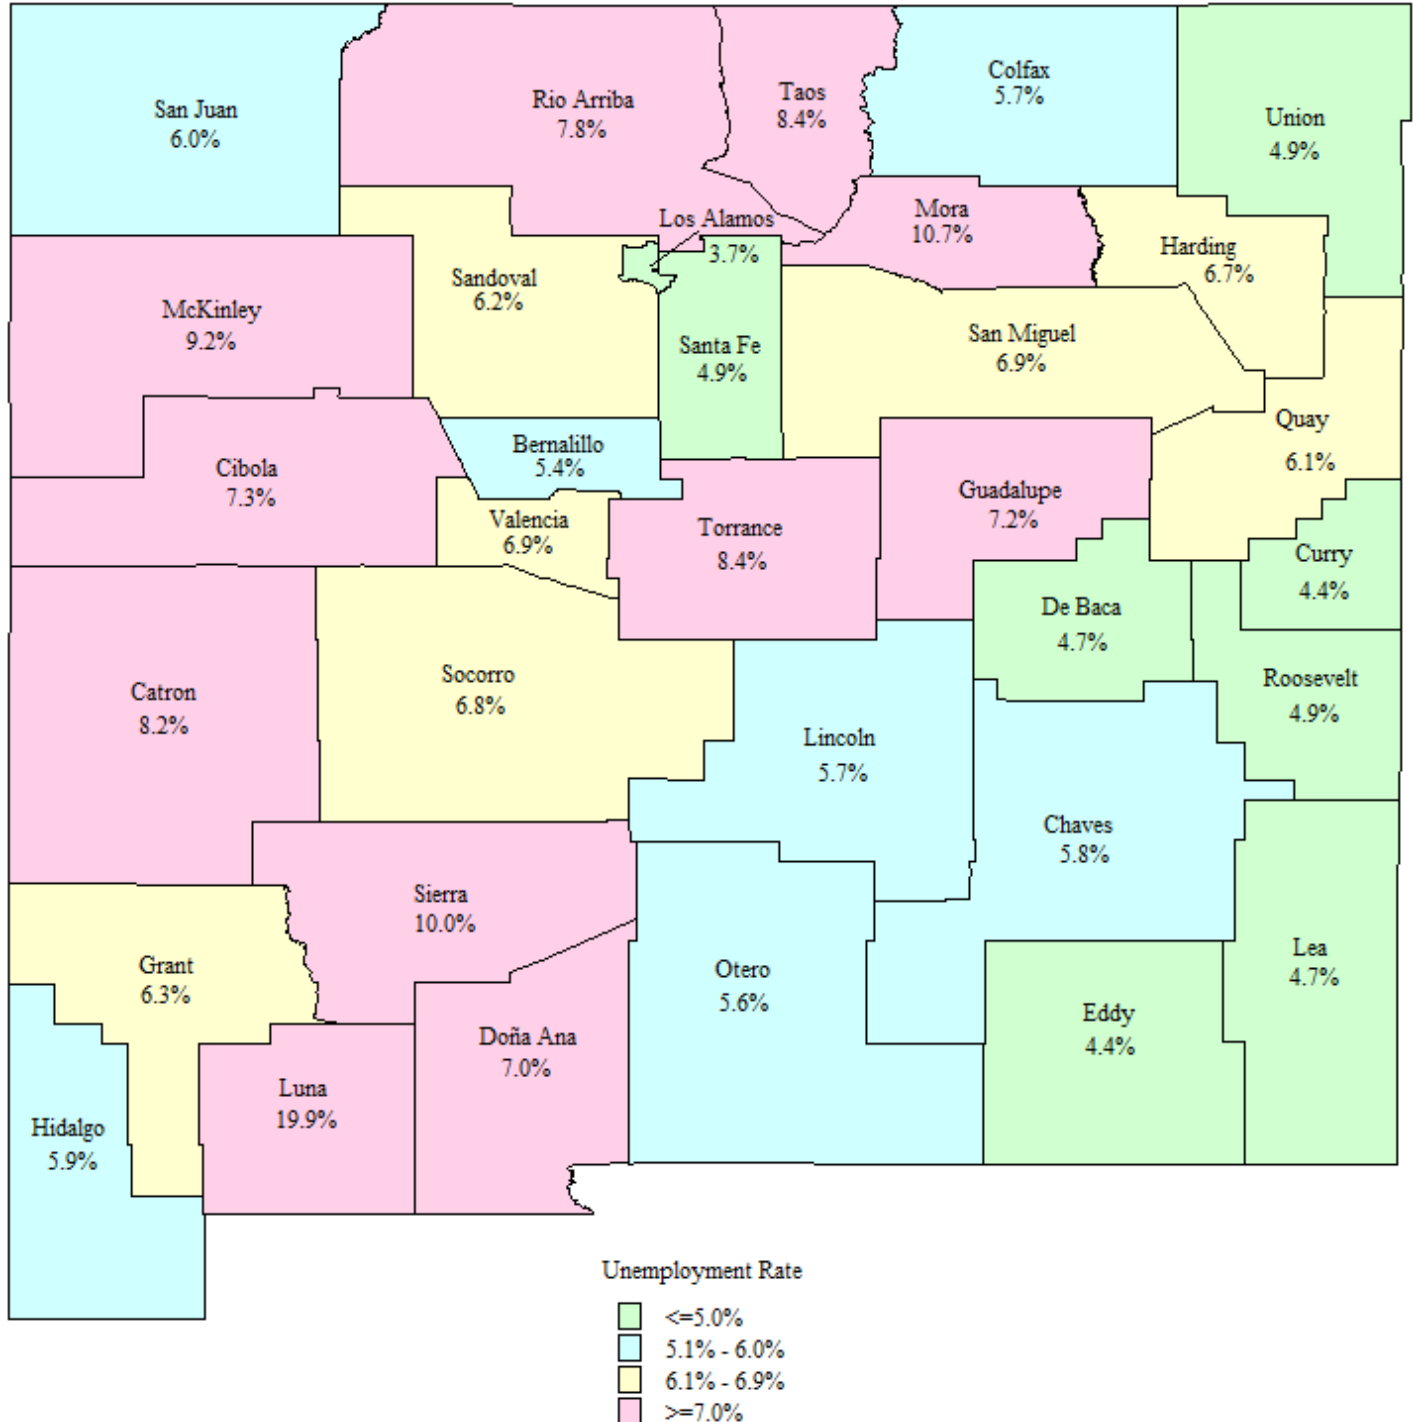 San Juan
6.0%
Rio Arriba
7.8%
Taos
8.4%
Colfax
5.7%
Union
4.9%
Los Alamos
3.7%
Mora
10.7%
Harding
6.7%
McKinley
9.2%
Sandoval
6.2%
Santa Fe
4.9%
San Miguel
6.9%
Quay
6.1%
Cibola
7.3%
Bernalillo
5.4%
Valencia
6.9%
Torrance
8.4%
Guadalupe
7.2%
Curry
4.4%
De Baca
4.7%
Roosevelt
4.9%
Catron
8.2%
Socorro
6.8%
Lincoln
5.7%
Chaves
5.8%
Sierra
10.0%
Grant
6.3%
Otero
5.6%
Lea
4.7%
Eddy
4.4%
Doña Ana
7.0%
Luna
19.9%
Hidalgo
5.9%
Unemployment Rate
<=5.0%
5.1% - 6.0%
6.1% - 6.9%
>=7.0%